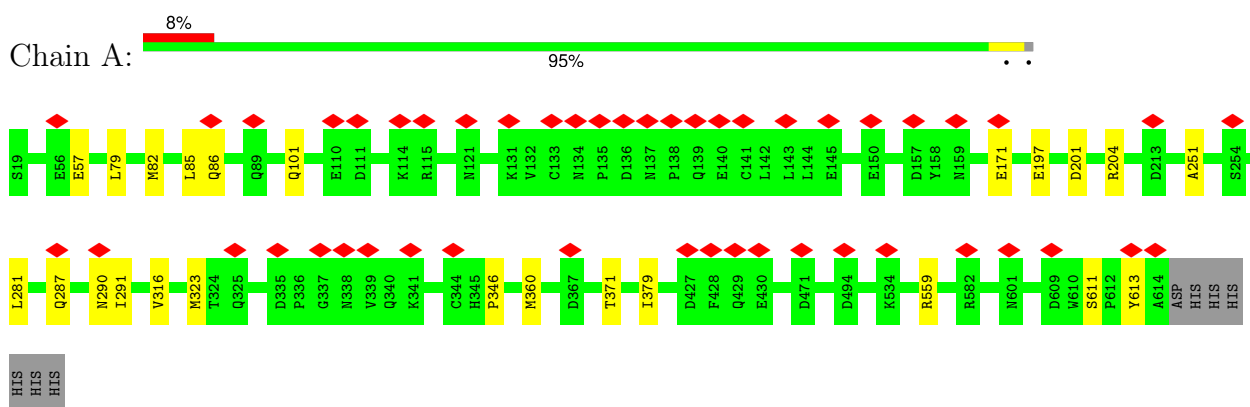 8%
Chain A:
95%
• •
S19 E56 E57 L79 M82 L85 Q86 Q89 Q101 E110 D111 K114 R115 N121 K131 V132 C133 N134 P135 D136 N137 P138 Q139 E140 C141 L142 L143 L144 E145 E150 D157 Y158 N159 E171 E197 D201 R204 D213 A251 S254
L281 Q287 N290 I291 V316 M323 T324 Q325 D335 P336 G337 N338 V339 Q340 K341 C344 H345 P346 M360 D367 T371 I379 D427 F428 Q429 E430 D471 D494 K534 R559 R582 N601 D609 W610 S611 P612 Y613 A614 ASP HIS HIS HIS
HIS HIS HIS